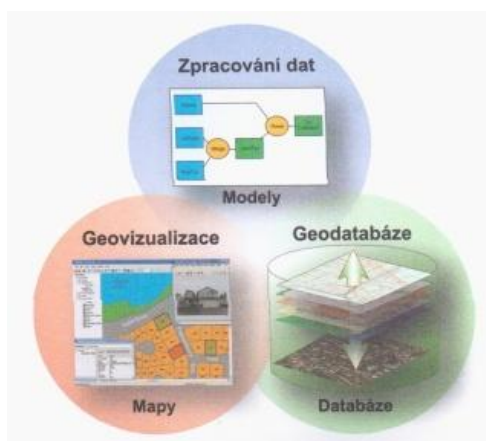 Zpracování dat
Modely
Geovizualizace
Geodatabáze
Mapy
Databáze